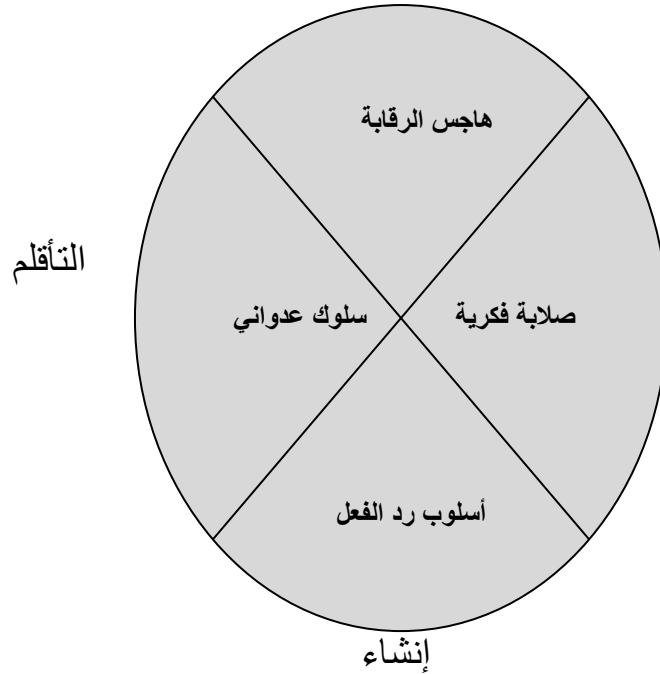 هاجس الرقابة
التأقلم
صلابة فكرية
سلوك عدواني
أسلوب رد الفعل
إنشاء